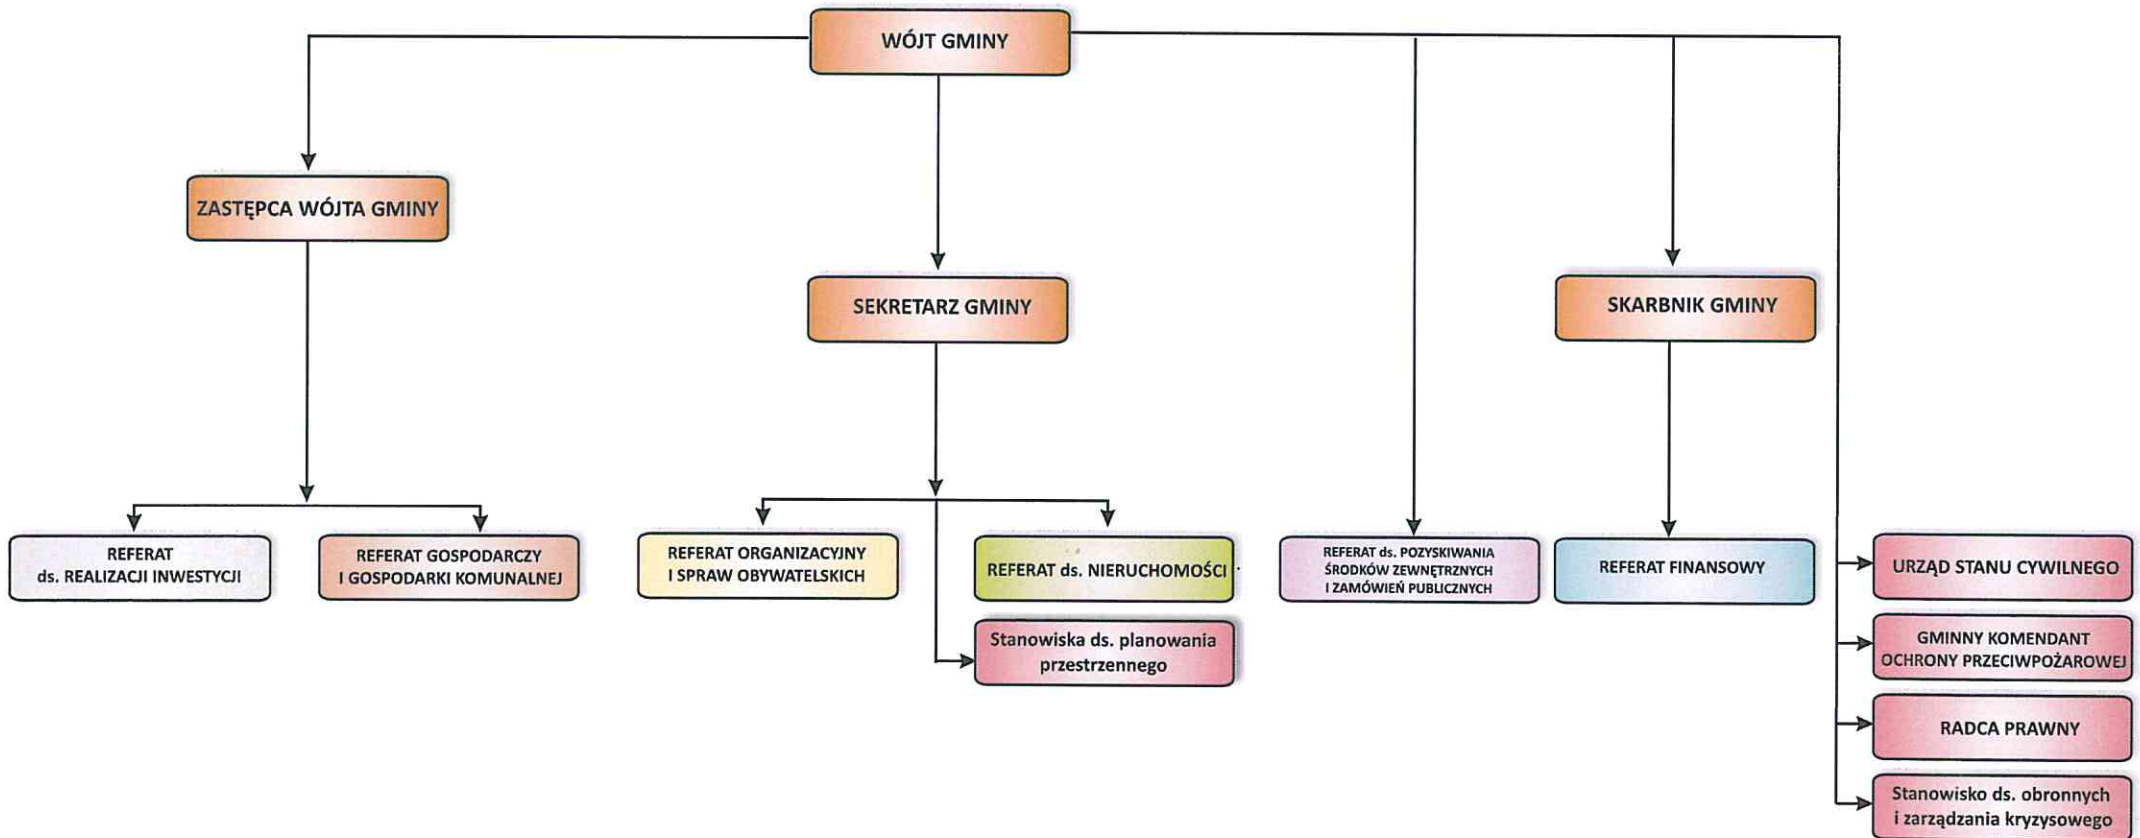 WÓJT GMINY
ZASTĘPCA WÓJTA GMINY
SEKRETARZ GMINY
SKARBNIK GMINY
REFERAT
ds. REALIZACJI INWESTYCJI
REFERAT GOSPODARCZY
I GOSPODARKI KOMUNALNEJ
REFERAT ORGANIZACYJNY
I SPRAW OBYWATELSKICH
REFERAT ds. NIERUCHOMOŚCI
Stanowiska ds. planowania
przestrzennego
REFERAT ds. POZYSKIWANIA
ŚRODKÓW ZEWNĘTRZNYCH
I ZAMÓWIEŃ PUBLICZNYCH
REFERAT FINANSOWY
URZĄD STANU CYWILNEGO
GMINNY KOMENDANT
OCHRONY PRZECIWPOŻAROWEJ
RADCA PRAWNY
Stanowisko ds. obronnych
i zarządzania kryzysowego